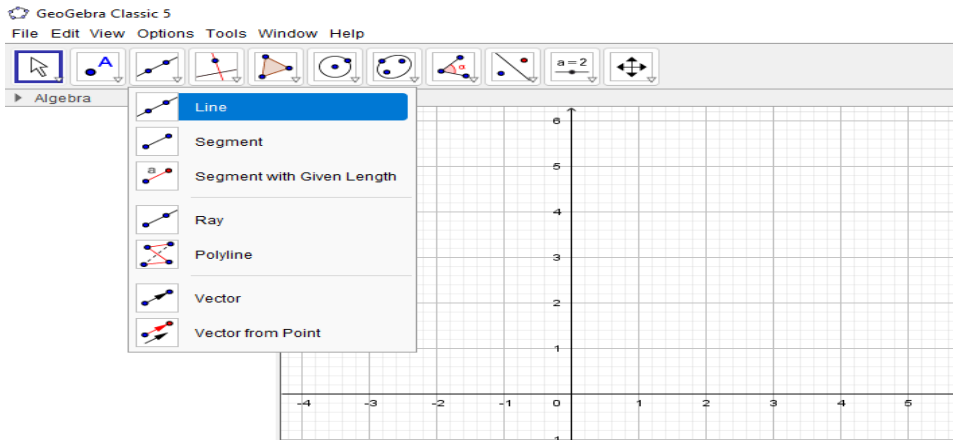 GeoGebra Classic 5
File Edit View Options Tools Window Help
A
α
a=2
Algebra
Line
Segment
a
Segment with Given Length
Ray
Polyline
Vector
Vector from Point
6
5
4
3
2
1
-4 -3 -2 -1 0 1 2 3 4 5
-1